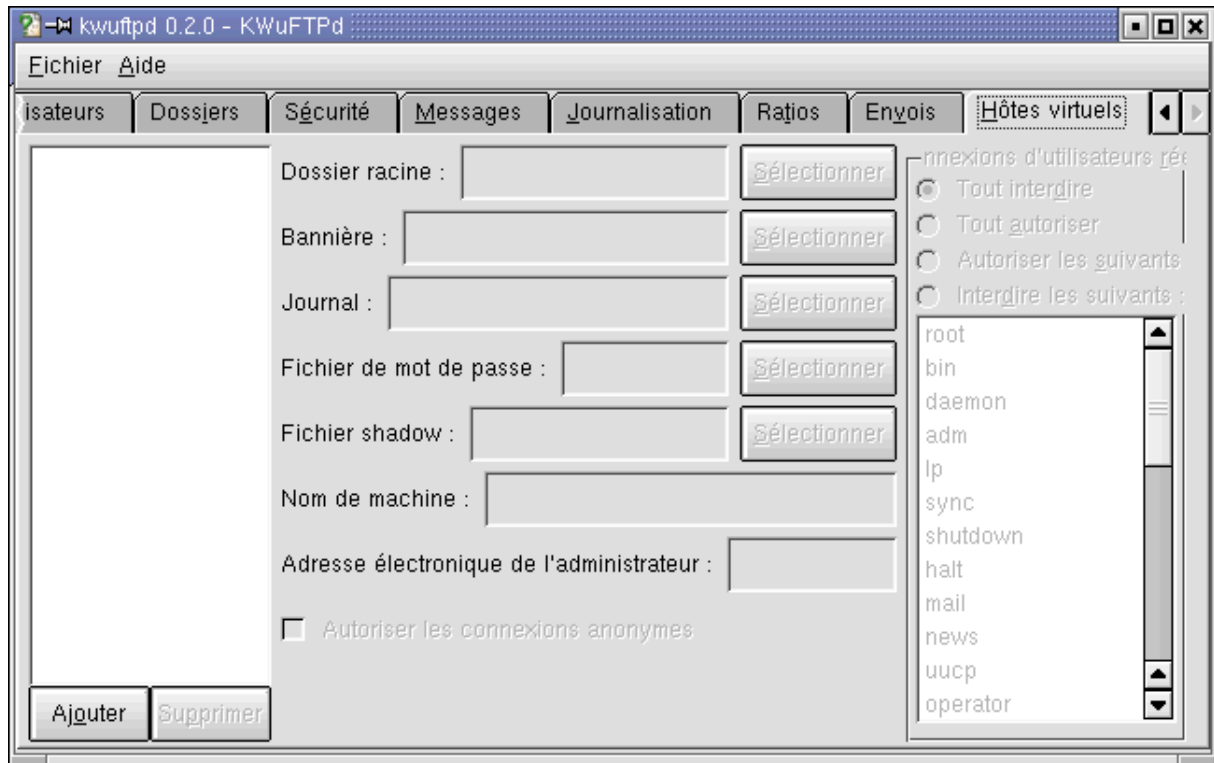 kwuftpd 0.2.0 - KWuFTPd
Fichier Aide
isateurs Dossiers Sécurité Messages Journalisation Ratios Envois Hôtes virtuels
Dossier racine : Sélectionner
Bannière : Sélectionner
Journal : Sélectionner
Fichier de mot de passe : Sélectionner
Fichier shadow : Sélectionner
Nom de machine :
Adresse électronique de l'administrateur :
Autoriser les connexions anonymes
Ajouter Supprimer
nnexions d'utilisateurs rée
Tout interdire
Tout autoriser
Autoriser les suivants
Interdire les suivants :
root
bin
daemon
adm
lp
sync
shutdown
halt
mail
news
uucp
operator